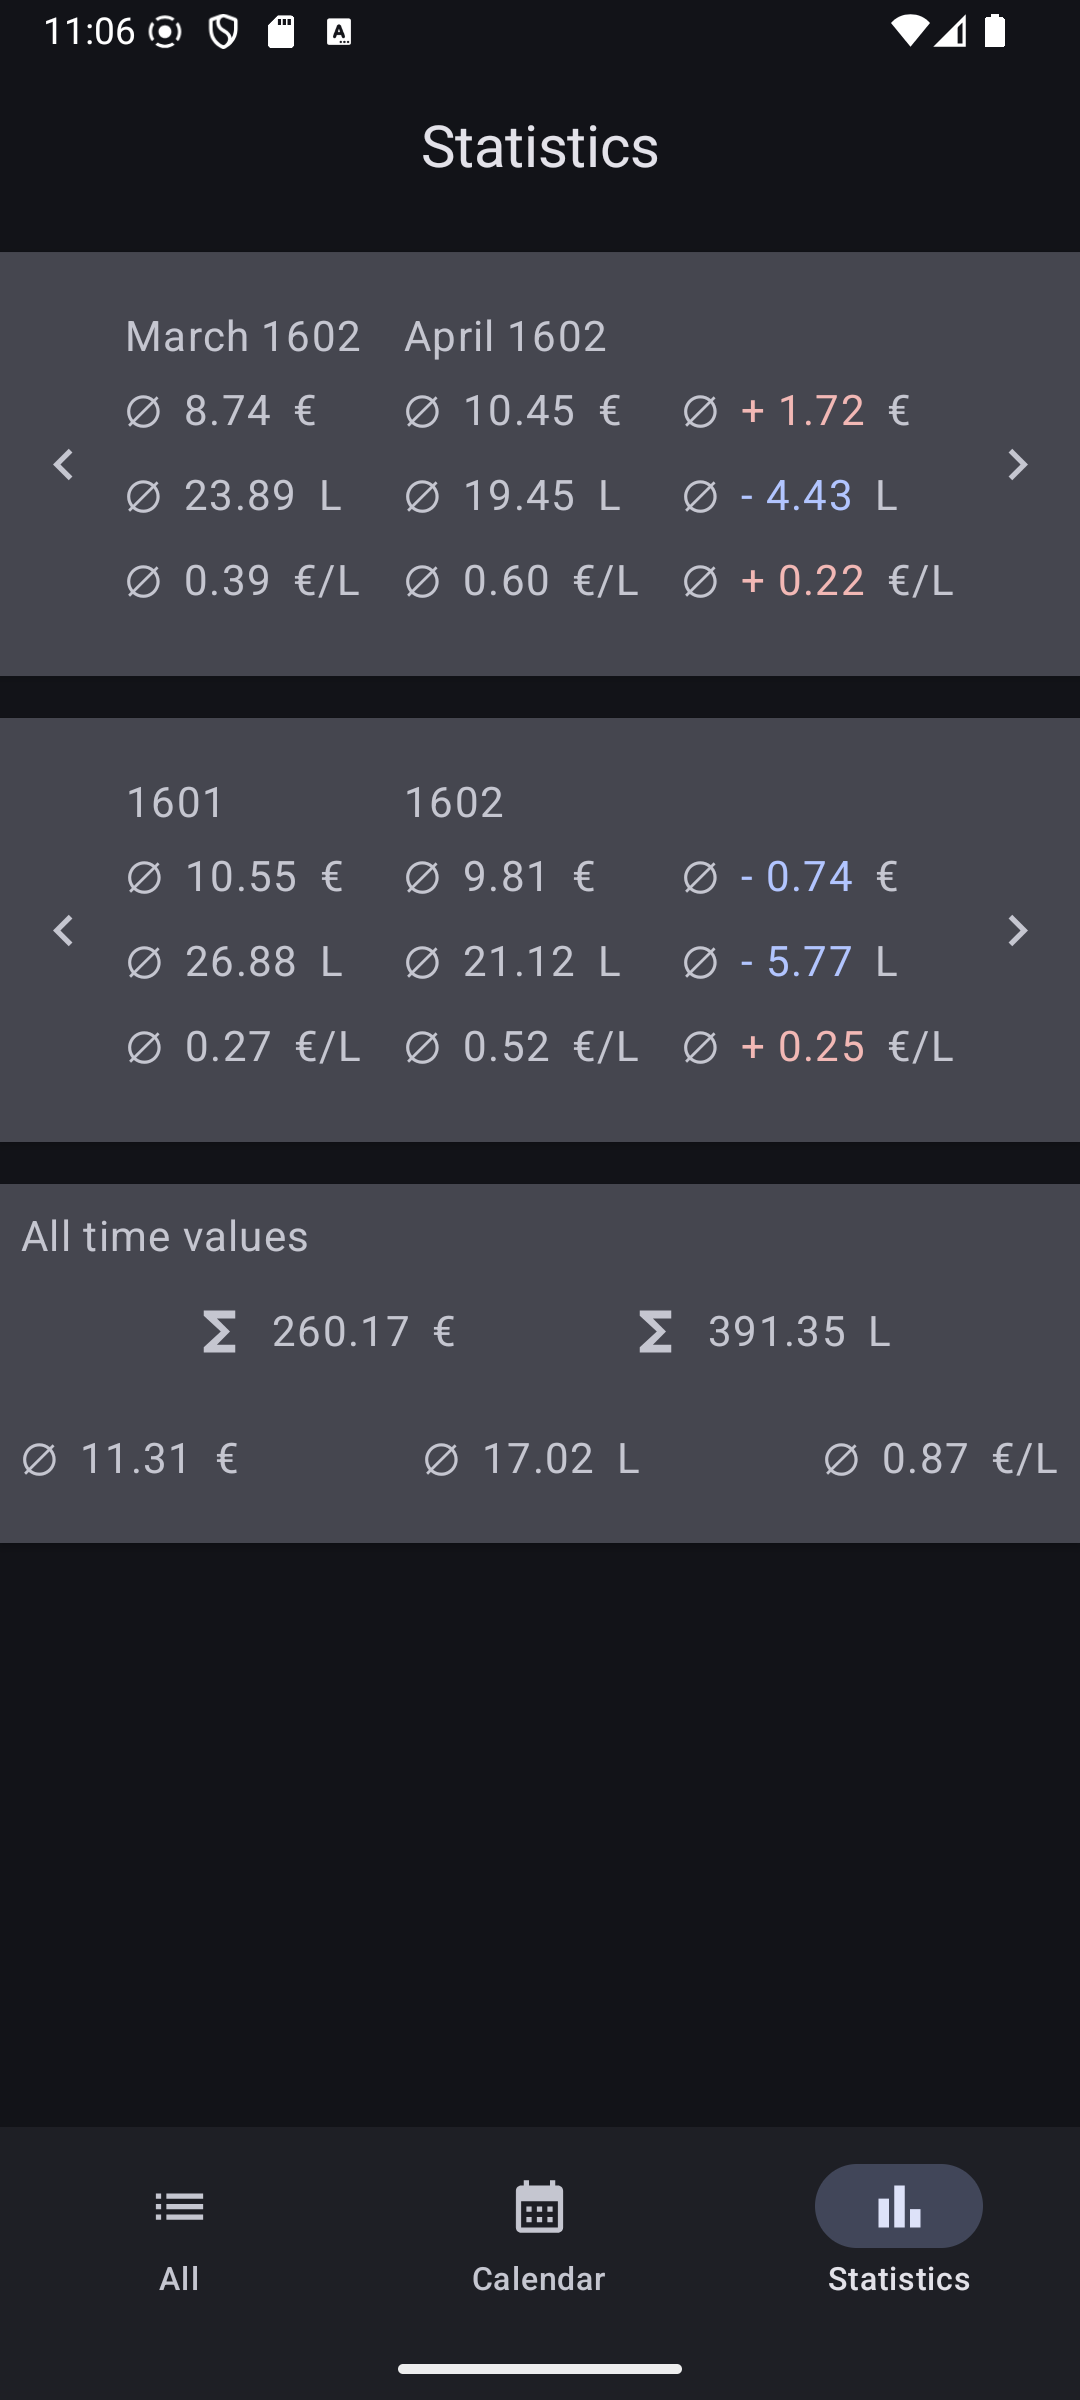 11:06
Statistics
March 1602 April 1602
∅ 8.74 € ∅ 10.45 € ∅ + 1.72 €
∅ 23.89 L ∅ 19.45 L ∅ - 4.43 L
∅ 0.39 €/L ∅ 0.60 €/L ∅ + 0.22 €/L
1601 1602
∅ 10.55 € ∅ 9.81 € ∅ - 0.74 €
∅ 26.88 L ∅ 21.12 L ∅ - 5.77 L
∅ 0.27 €/L ∅ 0.52 €/L ∅ + 0.25 €/L
All time values
Σ 260.17 € Σ 391.35 L
∅ 11.31 € ∅ 17.02 L ∅ 0.87 €/L
All Calendar Statistics